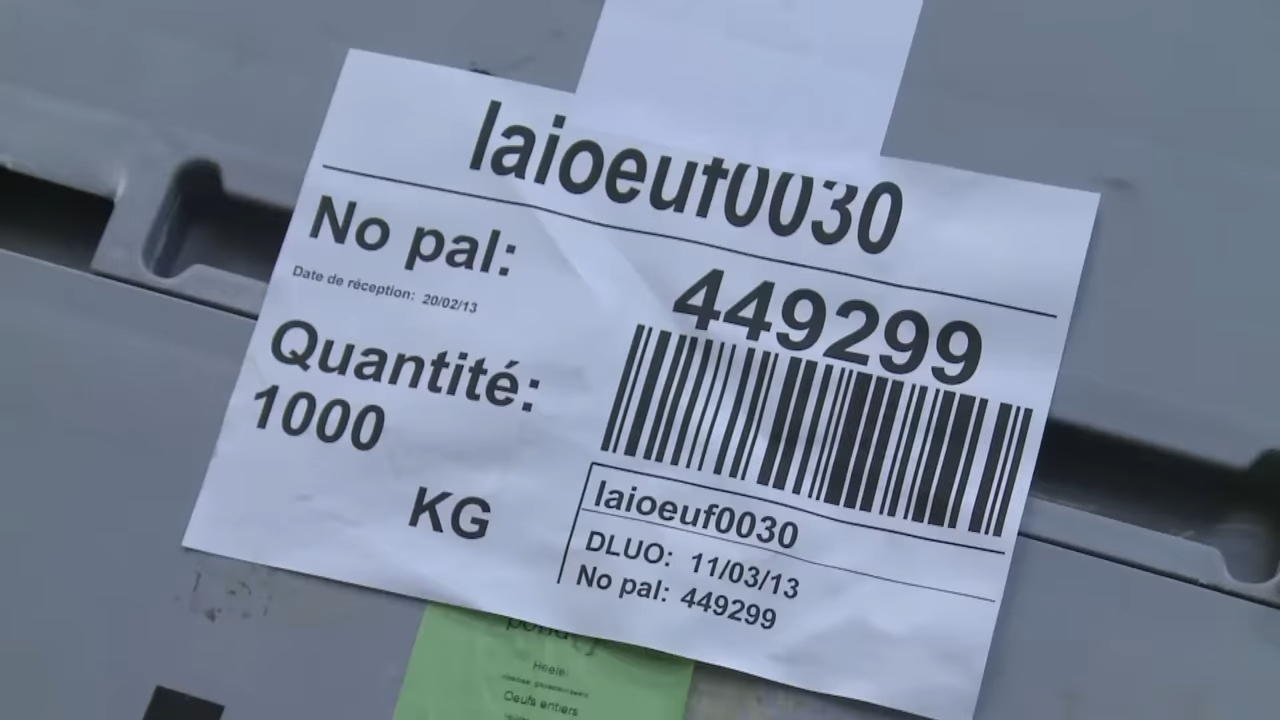 laioeuf0030
No pal:
449299
Date de réception: 20/02/13
Quantité:
1000
KG
laioeuf0030
DLUO: 11/03/13
No pal: 449299
Oeufs entiers